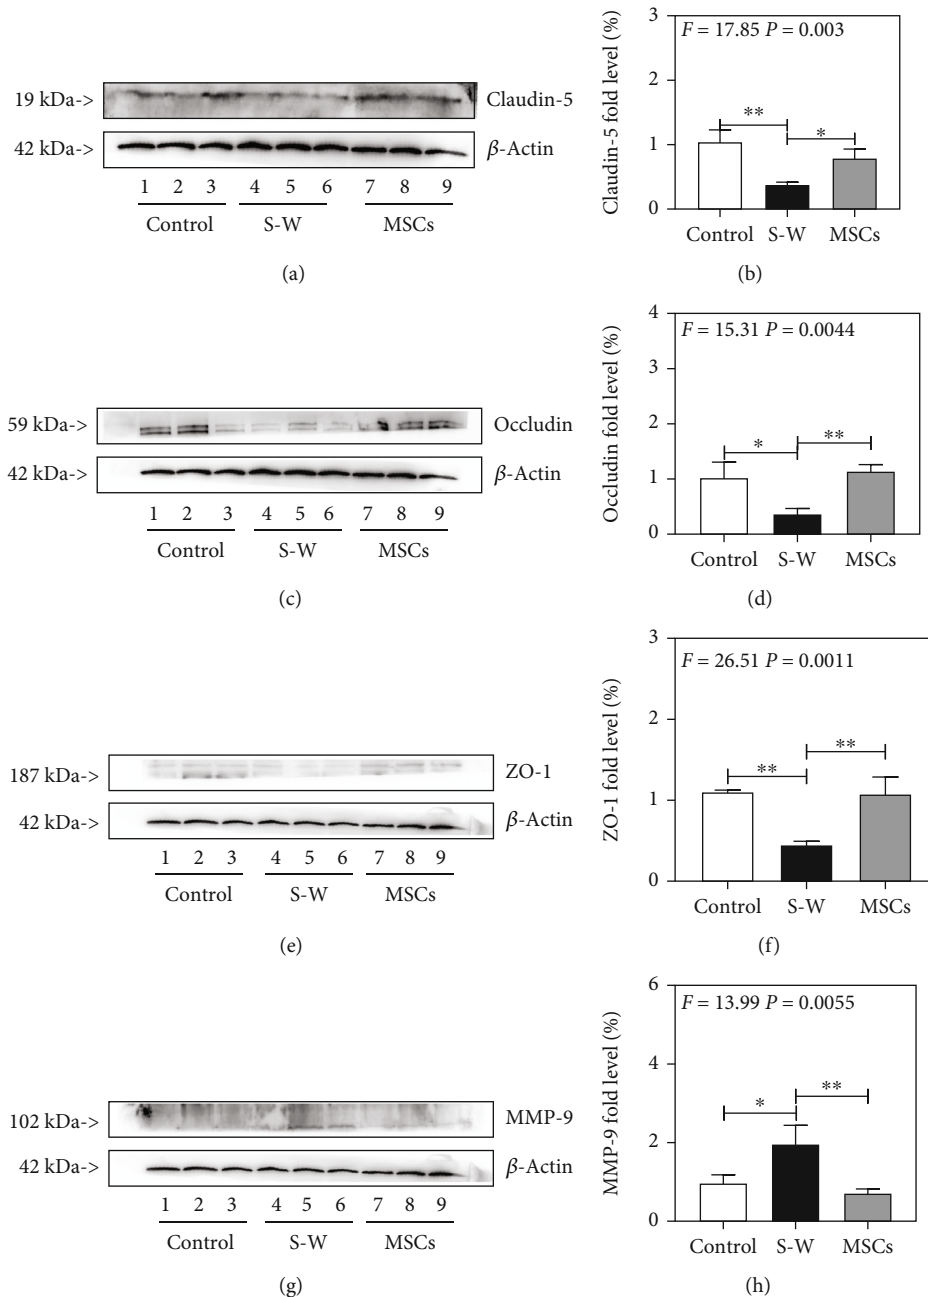 19 kDa-> Claudin-5
42 kDa-> β-Actin
1 2 3 4 5 6 7 8 9
Control S-W MSCs
(a)
Claudin-5 fold level (%)
F = 17.85 P = 0.003
3
2
1
0
** *
Control S-W MSCs
(b)
59 kDa-> Occludin
42 kDa-> β-Actin
1 2 3 4 5 6 7 8 9
Control S-W MSCs
(c)
Occludin fold level (%)
F = 15.31 P = 0.0044
4
3
2
1
0
* **
Control S-W MSCs
(d)
187 kDa-> ZO-1
42 kDa-> β-Actin
1 2 3 4 5 6 7 8 9
Control S-W MSCs
(e)
ZO-1 fold level (%)
F = 26.51 P = 0.0011
3
2
1
0
** **
Control S-W MSCs
(f)
102 kDa-> MMP-9
42 kDa-> β-Actin
1 2 3 4 5 6 7 8 9
Control S-W MSCs
(g)
MMP-9 fold level (%)
F = 13.99 P = 0.0055
6
4
2
0
* **
Control S-W MSCs
(h)